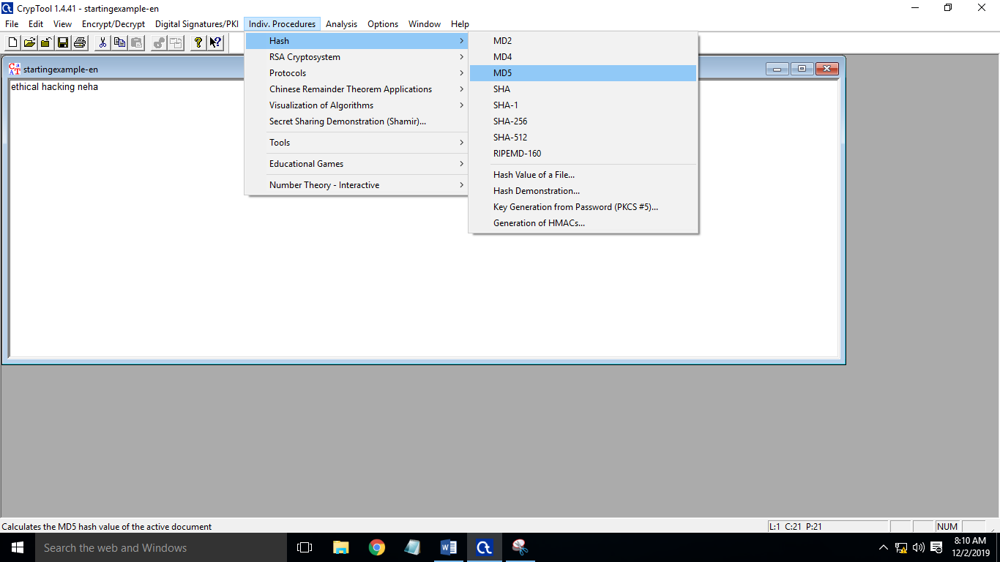 CrypTool 1.4.41 - startingexample-en
File Edit View Encrypt/Decrypt Digital Signatures/PKI Indiv. Procedures Analysis Options Window Help
startingexample-en
ethical hacking neha
Hash
RSA Cryptosystem
Protocols
Chinese Remainder Theorem Applications
Visualization of Algorithms
Secret Sharing Demonstration (Shamir)...
Tools
Educational Games
Number Theory - Interactive
MD2
MD4
MD5
SHA
SHA-1
SHA-256
SHA-512
RIPEMD-160
Hash Value of a File...
Hash Demonstration...
Key Generation from Password (PKCS #5)...
Generation of HMACs...
Calculates the MD5 hash value of the active document
L:1 C:21 P:21
NUM
Search the web and Windows
8:10 AM
12/2/2019